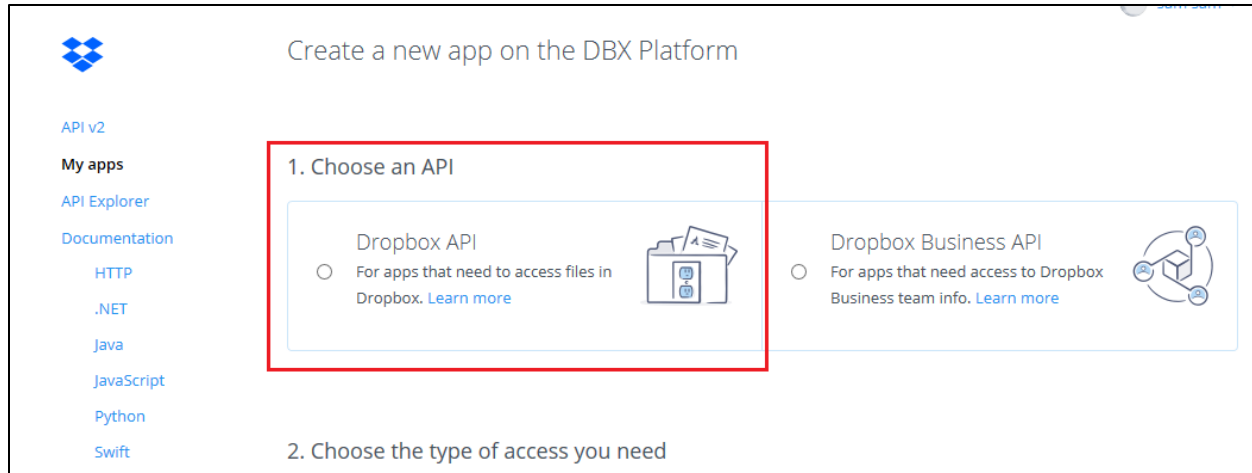 Create a new app on the DBX Platform
API v2
My apps
API Explorer
Documentation
HTTP
.NET
Java
JavaScript
Python
Swift
1. Choose an API
Dropbox API
For apps that need to access files in
Dropbox. Learn more
Dropbox Business API
For apps that need access to Dropbox
Business team info. Learn more
2. Choose the type of access you need